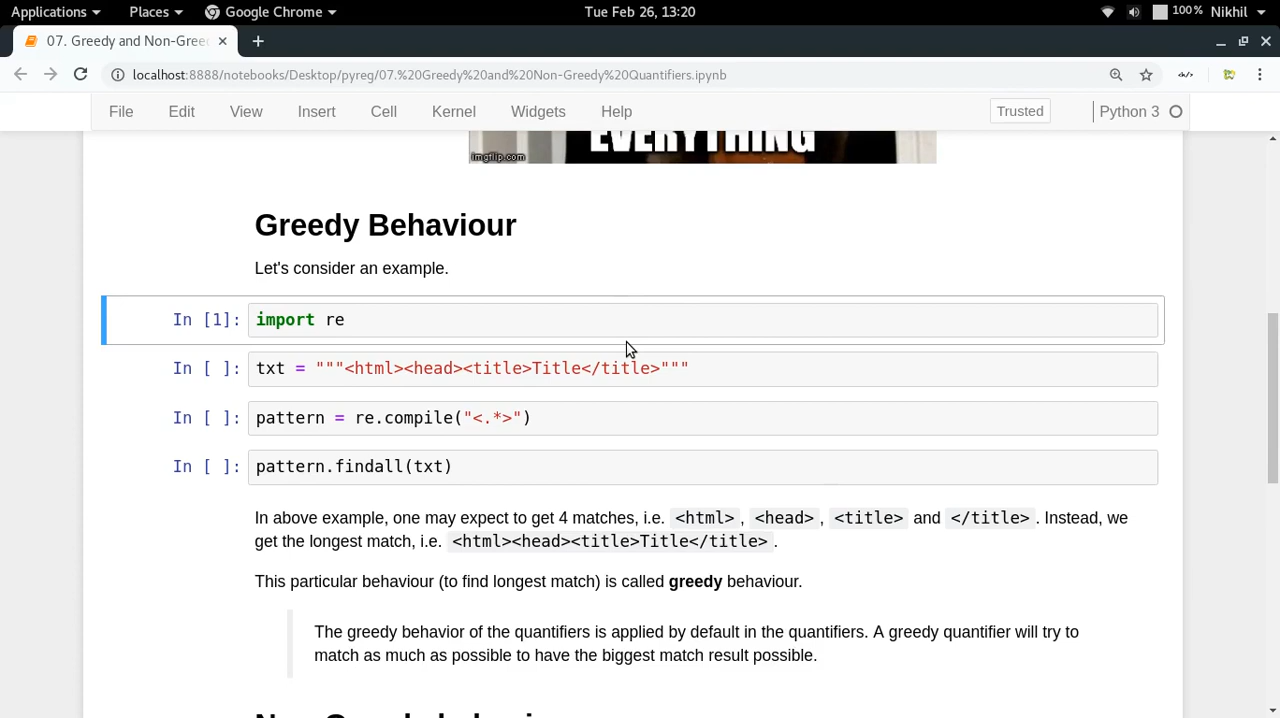 Applications Places Google Chrome Tue Feb 26, 13:20 100% Nikhil
07. Greedy and Non-Gree
localhost:8888/notebooks/Desktop/pyreg/07.%20Greedy%20and%20Non-Greedy%20Quantifiers.ipynb
File Edit View Insert Cell Kernel Widgets Help Trusted Python 3
EVERYTHING
imgflip.com
Greedy Behaviour
Let's consider an example.
In [1]: import re
In [ ]: txt = """<html><head><title>Title</title>"""
In [ ]: pattern = re.compile("<.*>")
In [ ]: pattern.findall(txt)
In above example, one may expect to get 4 matches, i.e. <html> , <head> , <title> and </title> . Instead, we
get the longest match, i.e. <html><head><title>Title</title> .
This particular behaviour (to find longest match) is called greedy behaviour.
The greedy behavior of the quantifiers is applied by default in the quantifiers. A greedy quantifier will try to
match as much as possible to have the biggest match result possible.